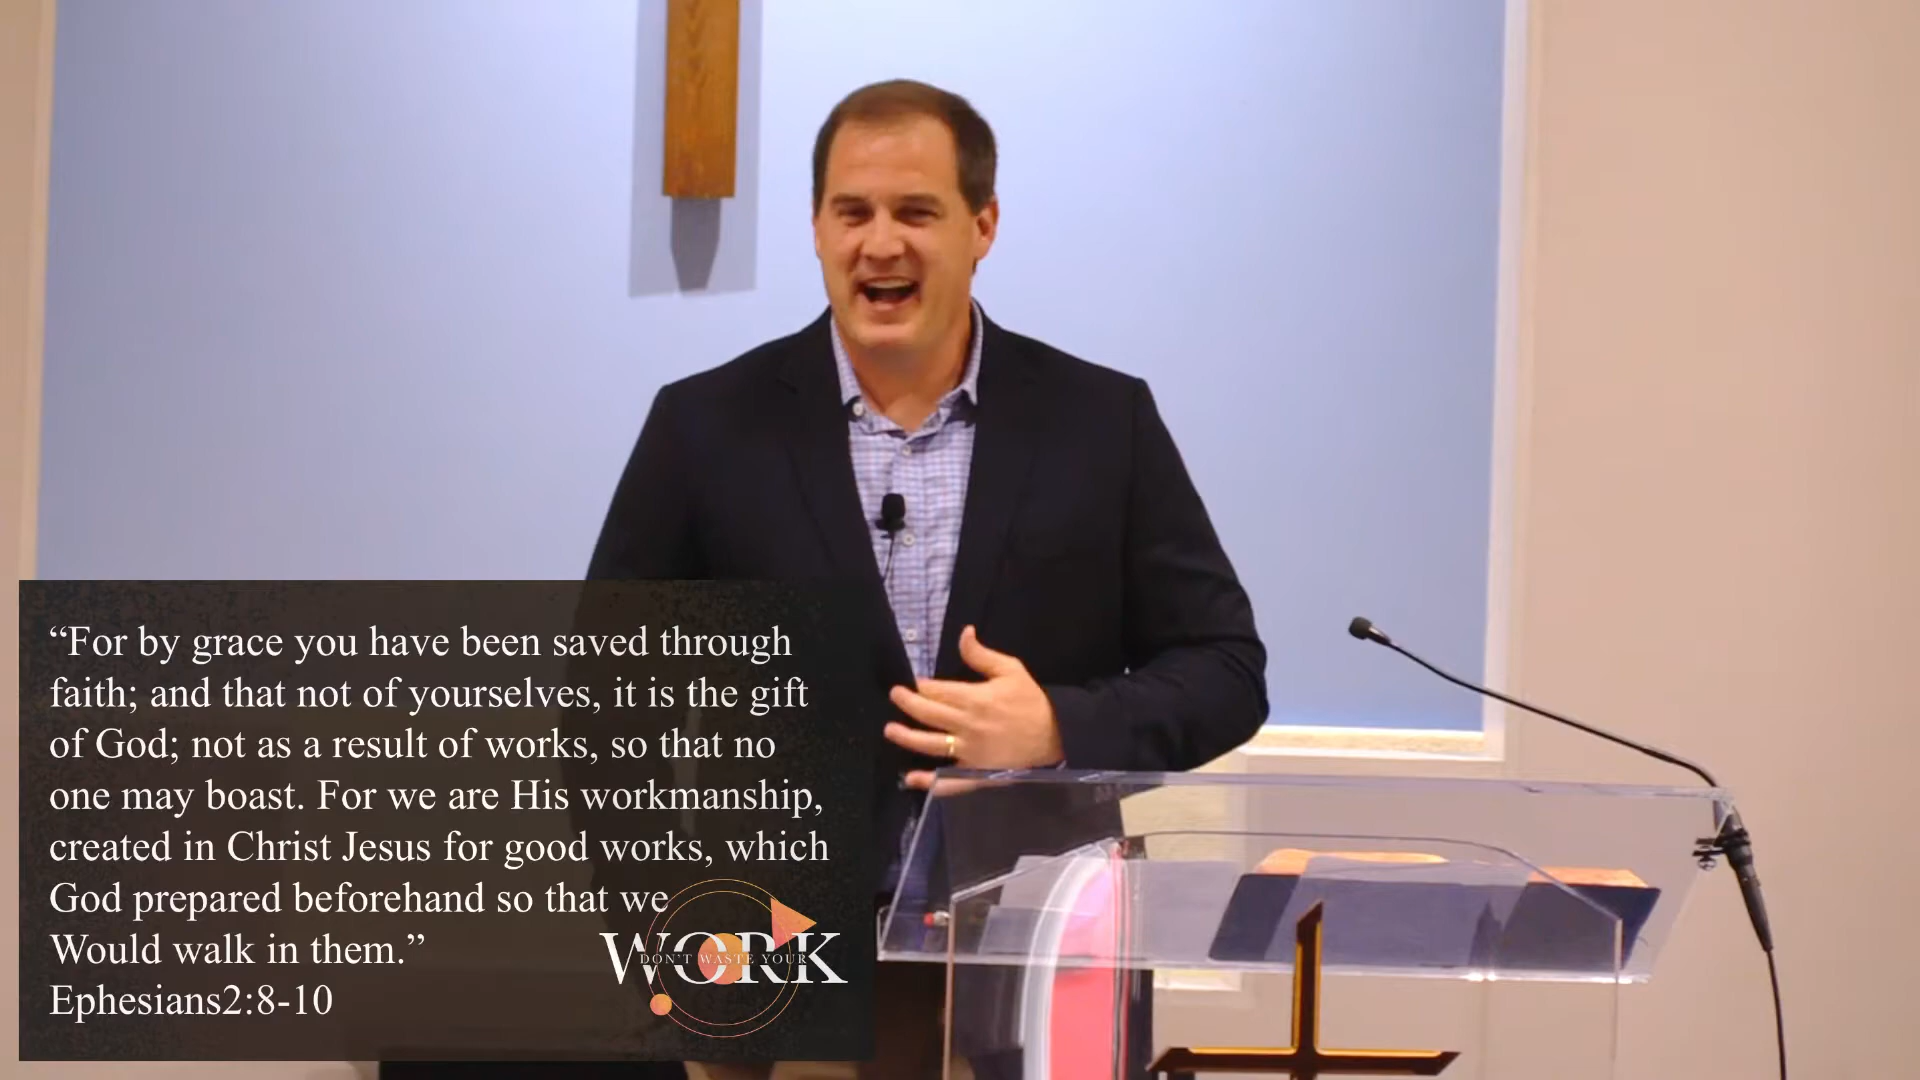 “For by grace you have been saved through
faith; and that not of yourselves, it is the gift
of God; not as a result of works, so that no
one may boast. For we are His workmanship,
created in Christ Jesus for good works, which
God prepared beforehand so that we
Would walk in them.”
Ephesians2:8-10
WORK
DON'T WASTE YOUR